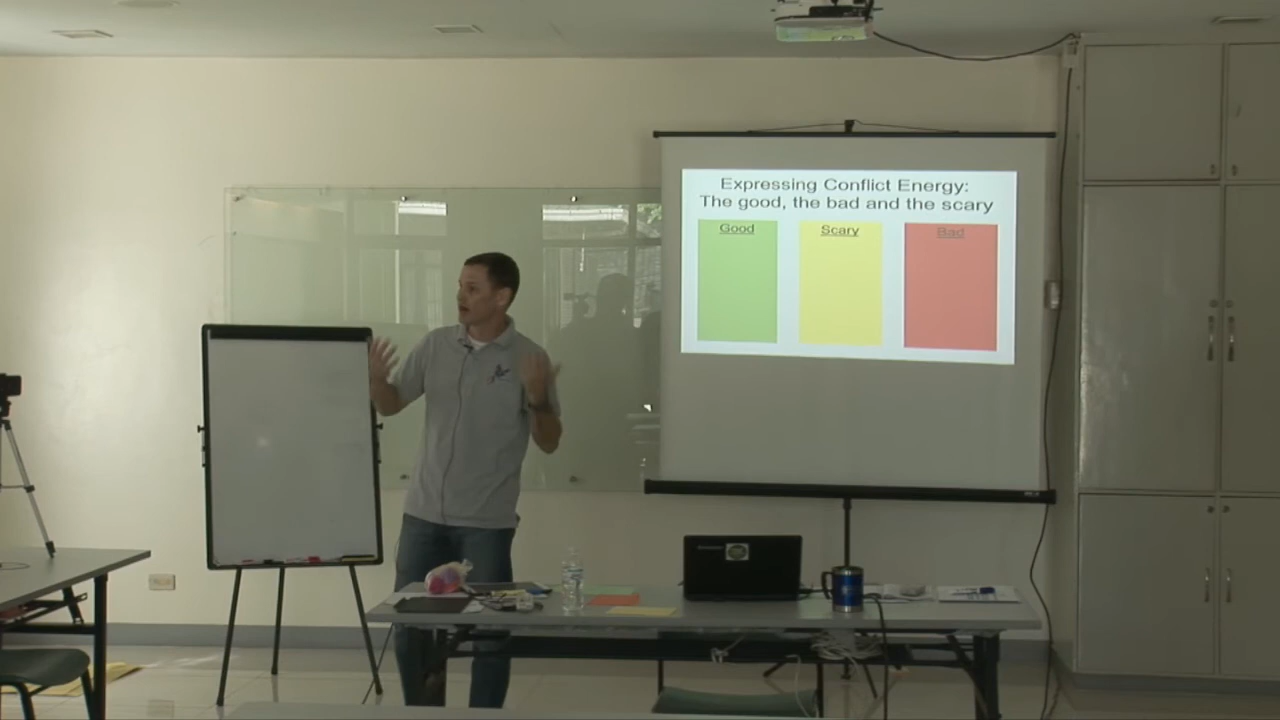 Expressing Conflict Energy:
The good, the bad and the scary
Good
Scary
Bad